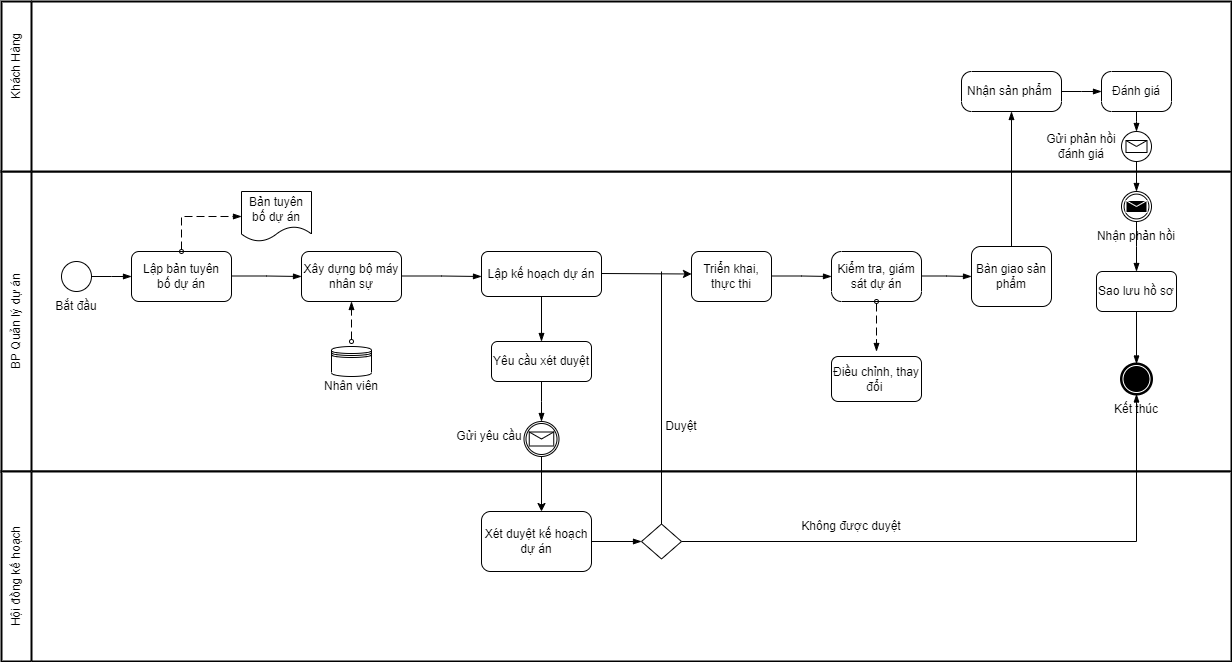 Khách Hàng
Nhận sản phẩm
Đánh giá
Gửi phản hồi
đánh giá
BP Quản lý dự án
Bản tuyên
bố dự án
Nhận phản hồi
Bắt đầu
Lập bản tuyên
bố dự án
Xây dựng bộ máy
nhân sự
Lập kế hoạch dự án
Triển khai,
thực thi
Kiểm tra, giám
sát dự án
Bàn giao sản
phẩm
Sao lưu hồ sơ
Nhân viên
Yêu cầu xét duyệt
Điều chỉnh, thay
đổi
Kết thúc
Gửi yêu cầu
Duyệt
Hội đồng kế hoạch
Xét duyệt kế hoạch
dự án
Không được duyệt